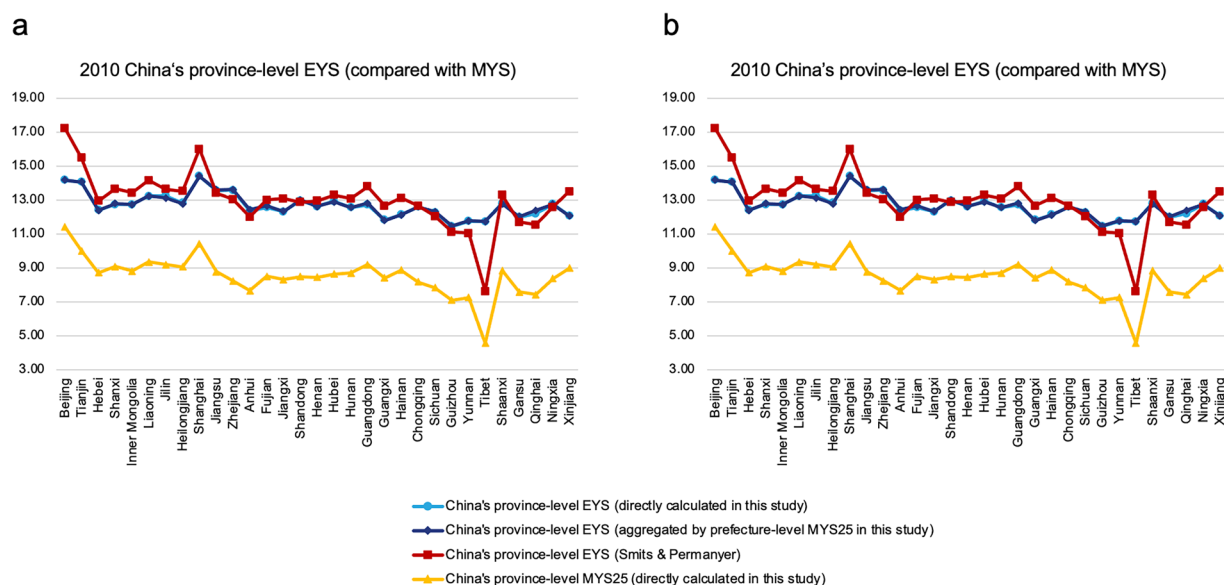 a
b
2010 China‘s province-level EYS (compared with MYS)
2010 China’s province-level EYS (compared with MYS)
19.00
17.00
15.00
13.00
11.00
9.00
7.00
5.00
3.00
Beijing
Tianjin
Hebei
Shanxi
Inner Mongolia
Liaoning
Jilin
Heilongjiang
Shanghai
Jiangsu
Zhejiang
Anhui
Fujian
Jiangxi
Shandong
Henan
Hubei
Hunan
Guangdong
Guangxi
Hainan
Chongqing
Sichuan
Guizhou
Yunnan
Tibet
Shaanxi
Gansu
Qinghai
Ningxia
Xinjiang
19.00
17.00
15.00
13.00
11.00
9.00
7.00
5.00
3.00
Beijing
Tianjin
Hebei
Shanxi
Inner Mongolia
Liaoning
Jilin
Heilongjiang
Shanghai
Jiangsu
Zhejiang
Anhui
Fujian
Jiangxi
Shandong
Henan
Hubei
Hunan
Guangdong
Guangxi
Hainan
Chongqing
Sichuan
Guizhou
Yunnan
Tibet
Shaanxi
Gansu
Qinghai
Ningxia
Xinjiang
China's province-level EYS (directly calculated in this study)
China's province-level EYS (aggregated by prefecture-level MYS25 in this study)
China's province-level EYS (Smits & Permanyer)
China's province-level MYS25 (directly calculated in this study)